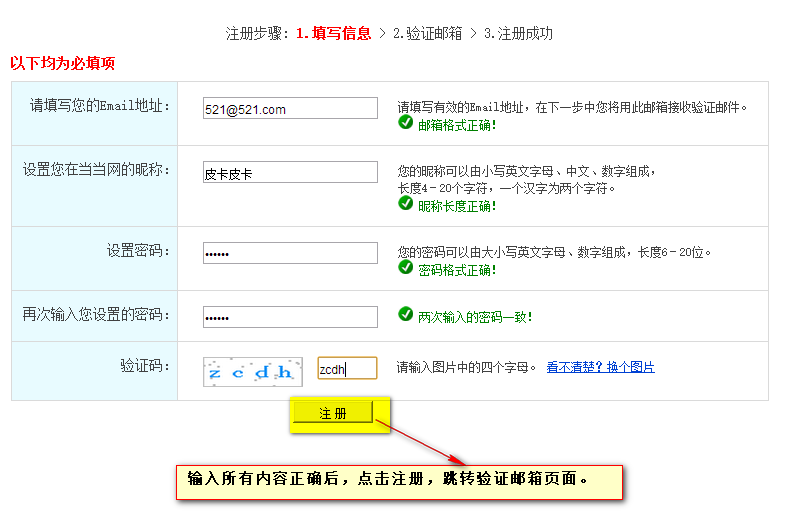 注册步骤: 1.填写信息 > 2.验证邮箱 > 3.注册成功
以下均为必填项
请填写您的Email地址:
521@521.com
请填写有效的Email地址，在下一步中您将用此邮箱接收验证邮件。
邮箱格式正确!
设置您在当当网的昵称:
皮卡皮卡
您的昵称可以由小写英文字母、中文、数字组成，
长度4－20个字符，一个汉字为两个字符。
昵称长度正确!
设置密码:
••••••
您的密码可以由大小写英文字母、数字组成，长度6－20位。
密码格式正确!
再次输入您设置的密码:
••••••
两次输入的密码一致!
验证码:
z c d h
zcdh
请输入图片中的四个字母。 看不清楚? 换个图片
注 册
输入所有内容正确后，点击注册，跳转验证邮箱页面。